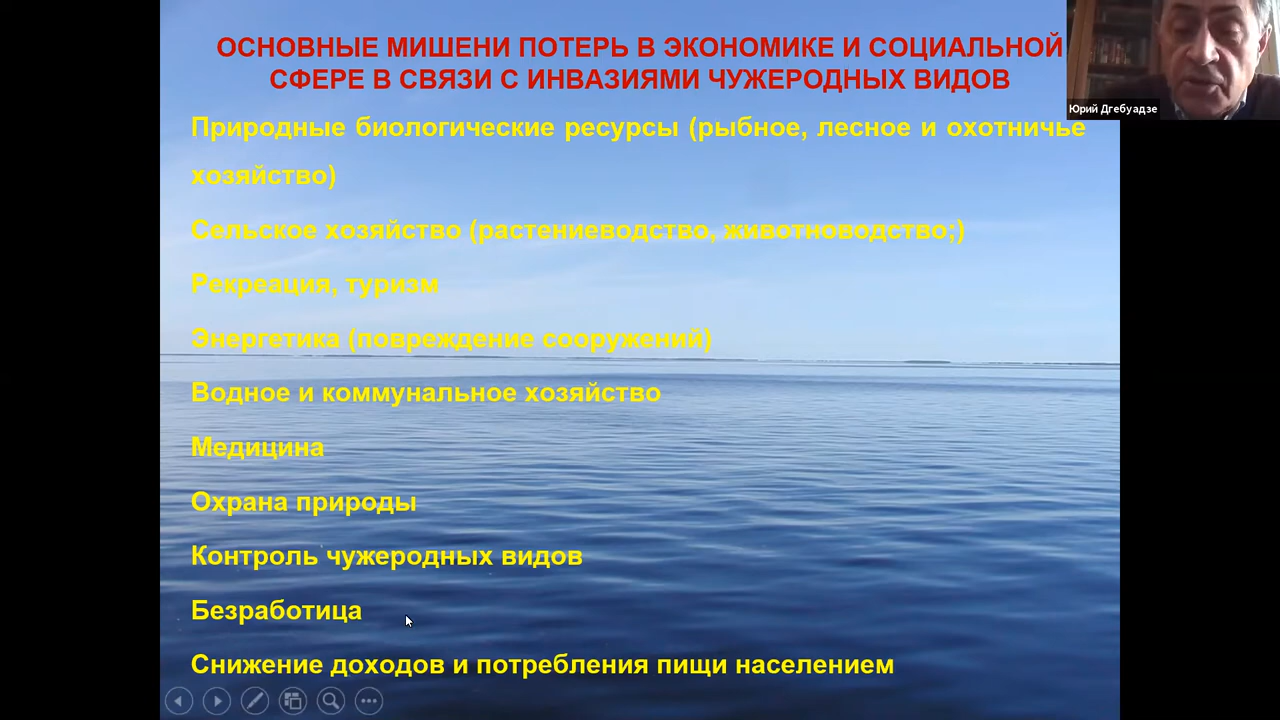 ОСНОВНЫЕ МИШЕНИ ПОТЕРЬ В ЭКОНОМИКЕ И СОЦИАЛЬНОЙ
СФЕРЕ В СВЯЗИ С ИНВАЗИЯМИ ЧУЖЕРОДНЫХ ВИДОВ
Юрий Дгебуадзе
Природные биологические ресурсы (рыбное, лесное и охотничье
хозяйство)
Сельское хозяйство (растениеводство, животноводство;)
Рекреация, туризм
Энергетика (повреждение сооружений)
Водное и коммунальное хозяйство
Медицина
Охрана природы
Контроль чужеродных видов
Безработица
Снижение доходов и потребления пищи населением